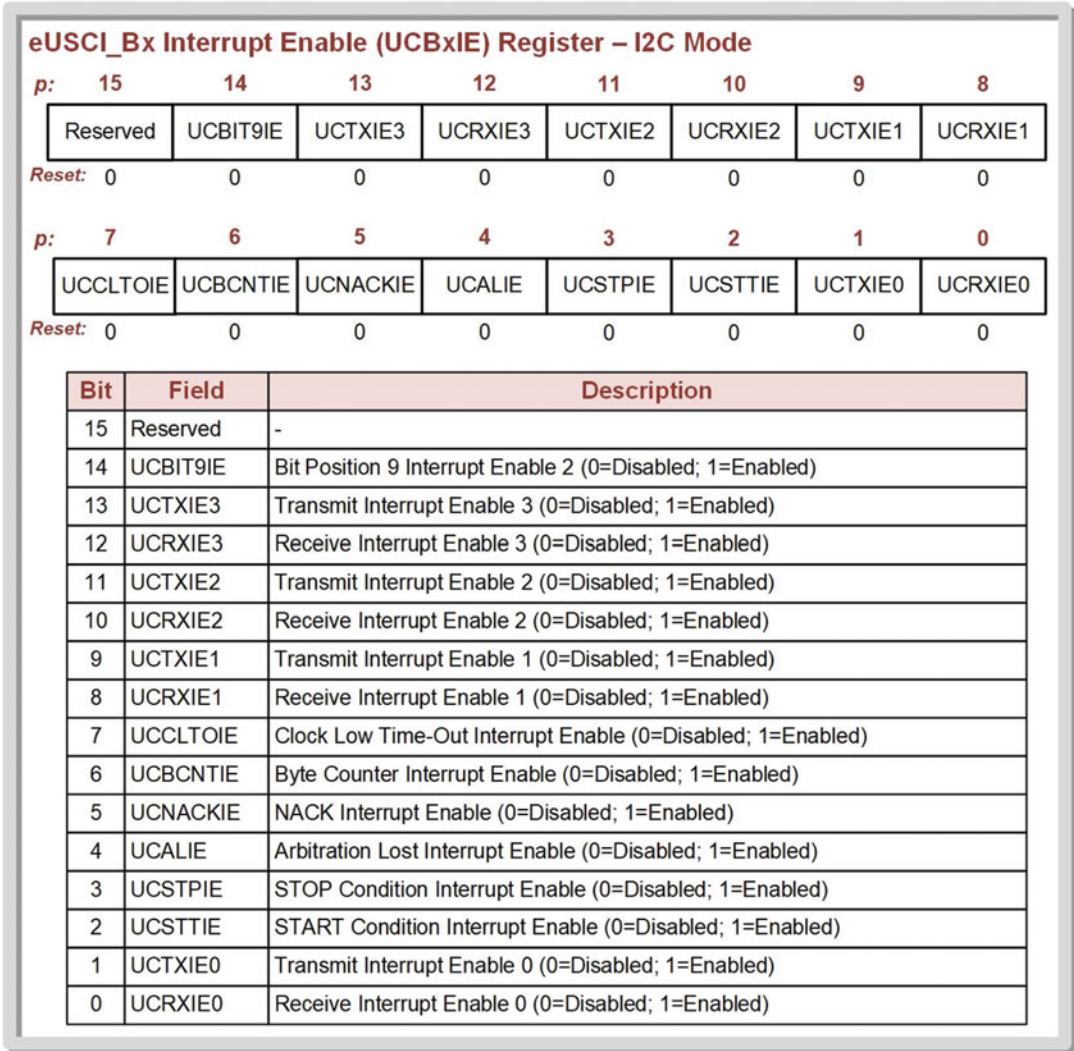 eUSCI_Bx Interrupt Enable (UCBxIE) Register – I2C Mode
p: 15 14 13 12 11 10 9 8
Reserved UCBIT9IE UCTXIE3 UCRXIE3 UCTXIE2 UCRXIE2 UCTXIE1 UCRXIE1
Reset: 0 0 0 0 0 0 0 0
p: 7 6 5 4 3 2 1 0
UCCLTOIE UCBCNTIE UCNACKIE UCALIE UCSTPIE UCSTTIE UCTXIE0 UCRXIE0
Reset: 0 0 0 0 0 0 0 0
Bit Field Description
15 Reserved -
14 UCBIT9IE Bit Position 9 Interrupt Enable 2 (0=Disabled; 1=Enabled)
13 UCTXIE3 Transmit Interrupt Enable 3 (0=Disabled; 1=Enabled)
12 UCRXIE3 Receive Interrupt Enable 3 (0=Disabled; 1=Enabled)
11 UCTXIE2 Transmit Interrupt Enable 2 (0=Disabled; 1=Enabled)
10 UCRXIE2 Receive Interrupt Enable 2 (0=Disabled; 1=Enabled)
9 UCTXIE1 Transmit Interrupt Enable 1 (0=Disabled; 1=Enabled)
8 UCRXIE1 Receive Interrupt Enable 1 (0=Disabled; 1=Enabled)
7 UCCLTOIE Clock Low Time-Out Interrupt Enable (0=Disabled; 1=Enabled)
6 UCBCNTIE Byte Counter Interrupt Enable (0=Disabled; 1=Enabled)
5 UCNACKIE NACK Interrupt Enable (0=Disabled; 1=Enabled)
4 UCALIE Arbitration Lost Interrupt Enable (0=Disabled; 1=Enabled)
3 UCSTPIE STOP Condition Interrupt Enable (0=Disabled; 1=Enabled)
2 UCSTTIE START Condition Interrupt Enable (0=Disabled; 1=Enabled)
1 UCTXIE0 Transmit Interrupt Enable 0 (0=Disabled; 1=Enabled)
0 UCRXIE0 Receive Interrupt Enable 0 (0=Disabled; 1=Enabled)